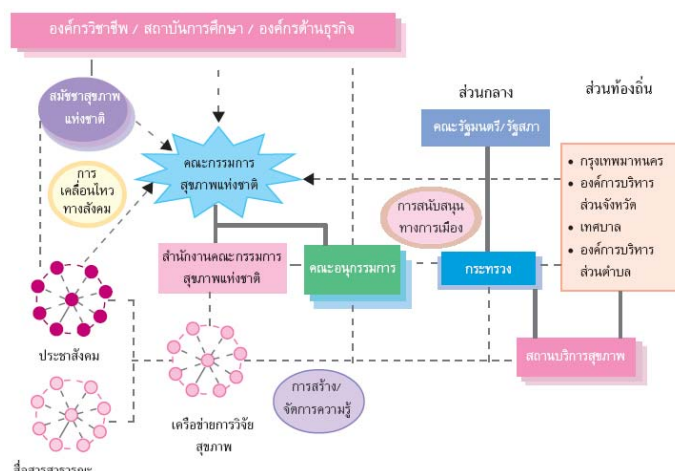 องค์กรวิชาชีพ / สถาบันการศึกษา / องค์กรด้านธุรกิจ
ส่วนกลาง
ส่วนท้องถิ่น
สมัชชาสุขภาพ
แห่งชาติ
คณะรัฐมนตรี/รัฐสภา
คณะกรรมการ
สุขภาพแห่งชาติ
• กรุงเทพมาหนคร
• องค์การบริหาร
ส่วนจังหวัด
• เทศบาล
• องค์การบริหาร
ส่วนตำบล
การ
เคลื่อนไหว
ทางสังคม
การสนับสนุน
ทางการเมือง
สำนักงานคณะกรรมการ
สุขภาพแห่งชาติ
คณะอนุกรรมการ
กระทรวง
ประชาสังคม
สถานบริการสุขภาพ
การสร้าง/
จัดการความรู้
เครือข่ายการวิจัย
สุขภาพ
สื่อสารสาธารณะ